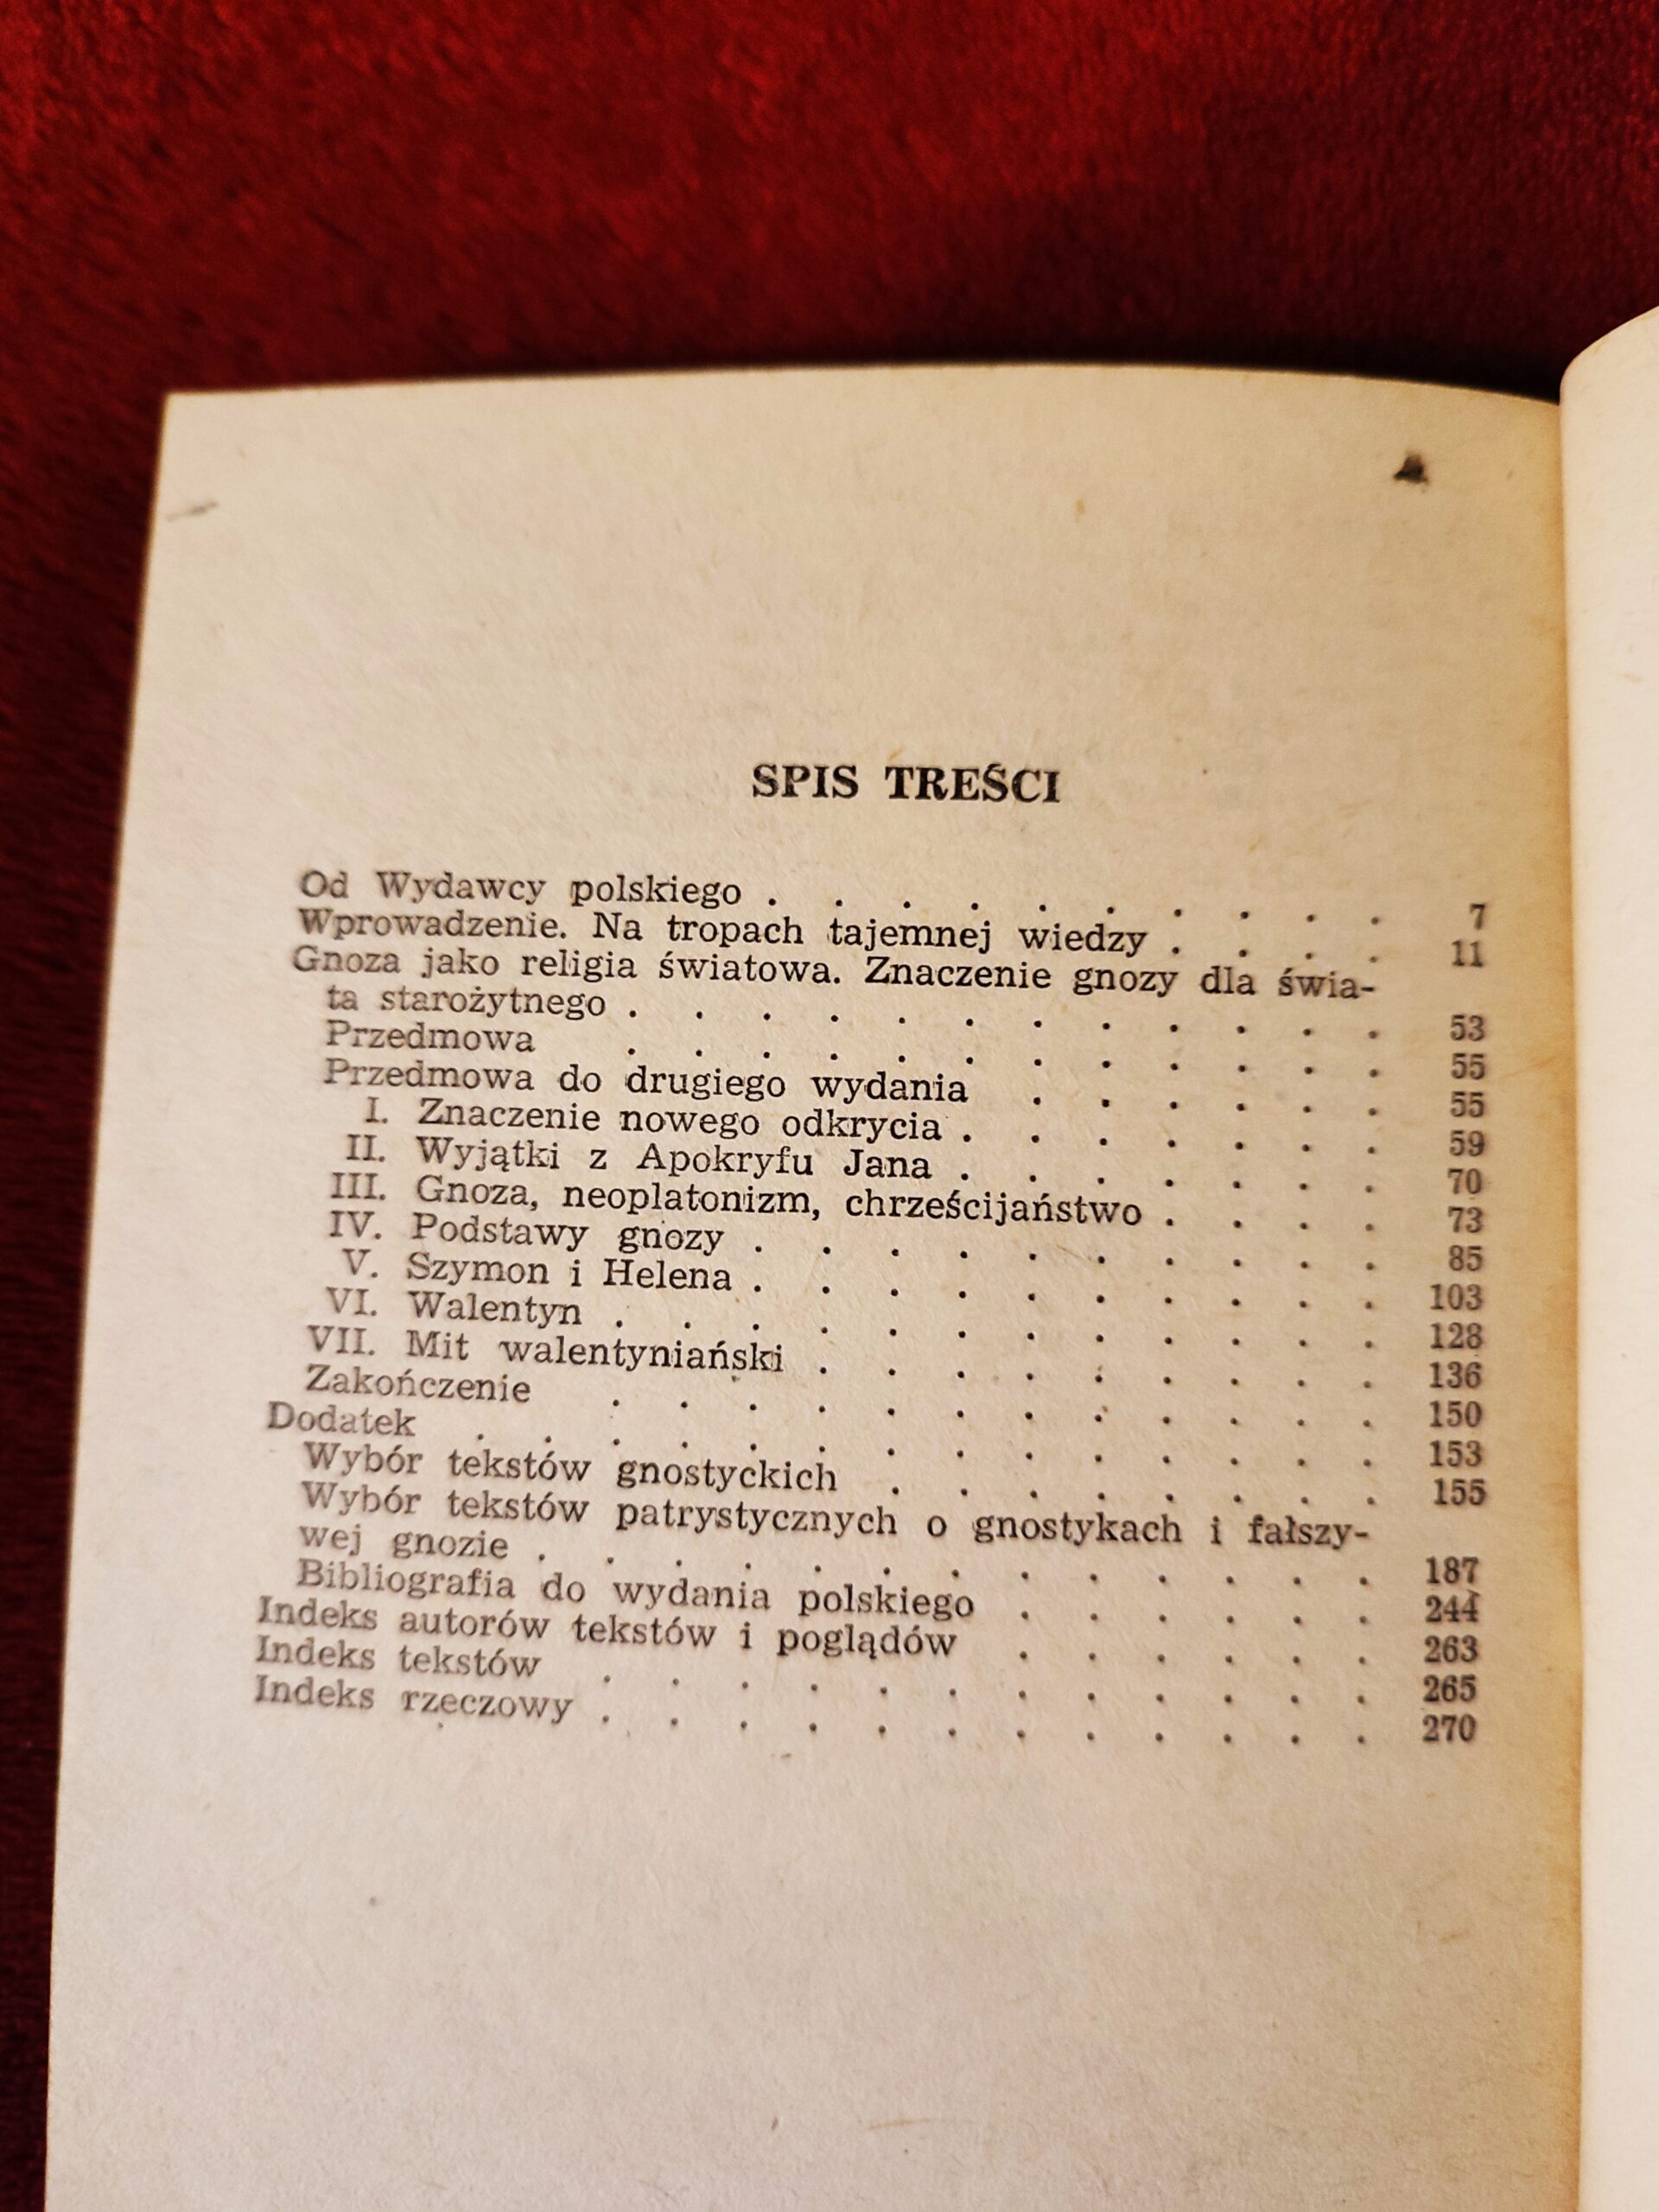 SPIS TREŚCI
Od Wydawcy polskiego . . . . . . . . . . 7
Wprowadzenie. Na tropach tajemnej wiedzy . . . . 11
Gnoza jako religia światowa. Znaczenie gnozy dla świa-
ta starożytnego . . . . . . . . . . . . 53
Przedmowa . . . . . . . . . . . . 55
Przedmowa do drugiego wydania . . . . . . 55
I. Znaczenie nowego odkrycia . . . . . . . 59
II. Wyjątki z Apokryfu Jana . . . . . . . 70
III. Gnoza, neoplatonizm, chrześcijaństwo . . . . 73
IV. Podstawy gnozy . . . . . . . . . . 85
V. Szymon i Helena . . . . . . . . . . 103
VI. Walentyn . . . . . . . . . . . . 128
VII. Mit walentyniański . . . . . . . . . 136
Zakończenie . . . . . . . . . . . . 150
Dodatek . . . . . . . . . . . . . . 153
Wybór tekstów gnostyckich . . . . . . . . 155
Wybór tekstów patrystycznych o gnostykach i fałszy-
wej gnozie . . . . . . . . . . . . . 187
Bibliografia do wydania polskiego . . . . . . 244
Indeks autorów tekstów i poglądów . . . . . . 263
Indeks tekstów . . . . . . . . . . . . 265
Indeks rzeczowy . . . . . . . . . . . . 270